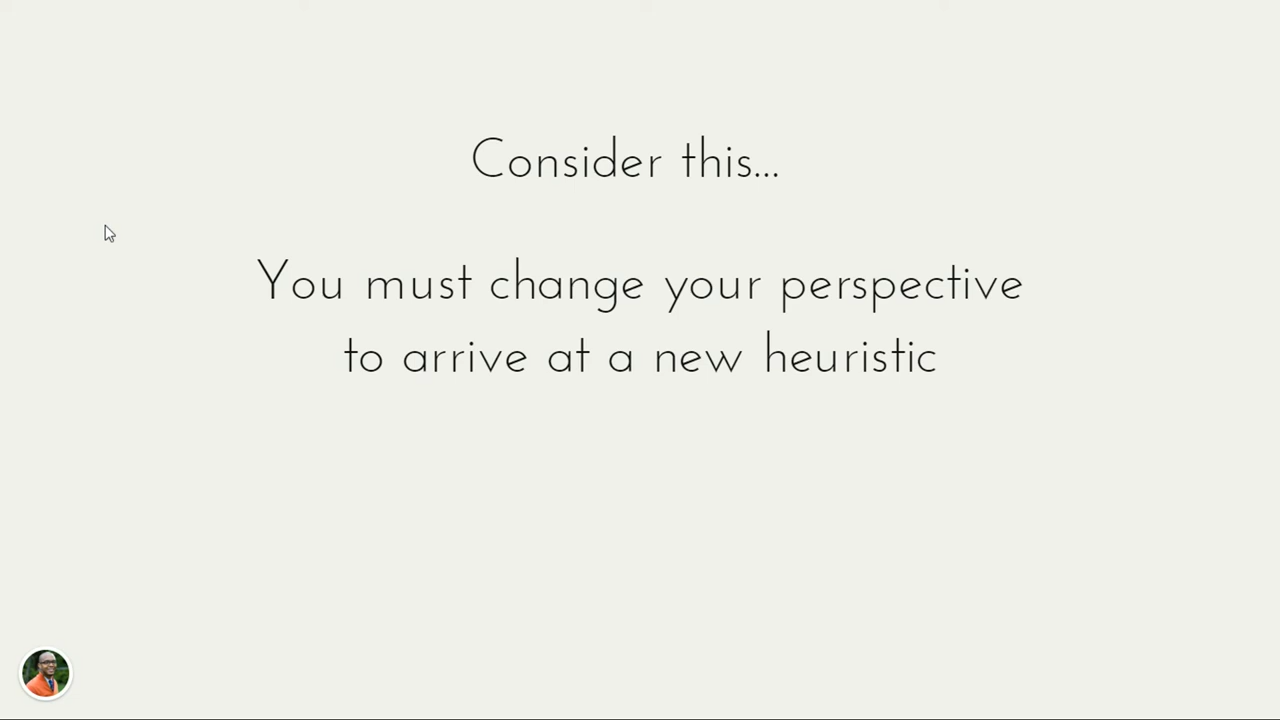 Consider this...
You must change your perspective
to arrive at a new heuristic